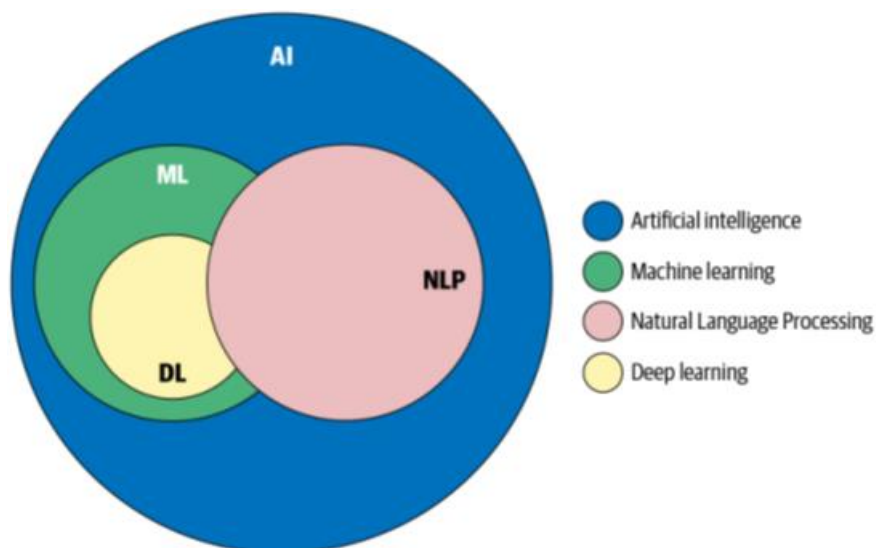 AI
ML
NLP
DL
Artificial intelligence
Machine learning
Natural Language Processing
Deep learning